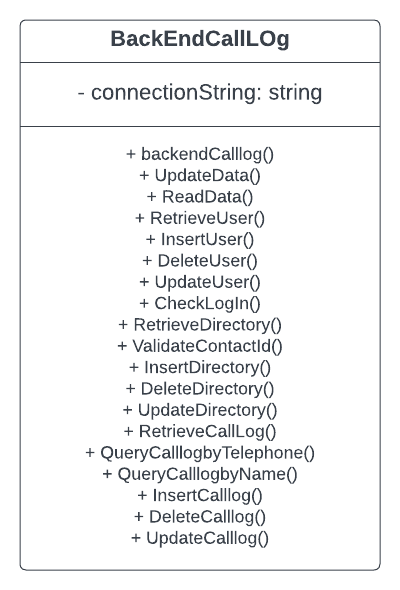 BackEndCallLOg
- connectionString: string
+ backendCalllog()
+ UpdateData()
+ ReadData()
+ RetrieveUser()
+ InsertUser()
+ DeleteUser()
+ UpdateUser()
+ CheckLogIn()
+ RetrieveDirectory()
+ ValidateContactId()
+ InsertDirectory()
+ DeleteDirectory()
+ UpdateDirectory()
+ RetrieveCallLog()
+ QueryCalllogbyTelephone()
+ QueryCalllogbyName()
+ InsertCalllog()
+ DeleteCalllog()
+ UpdateCalllog()